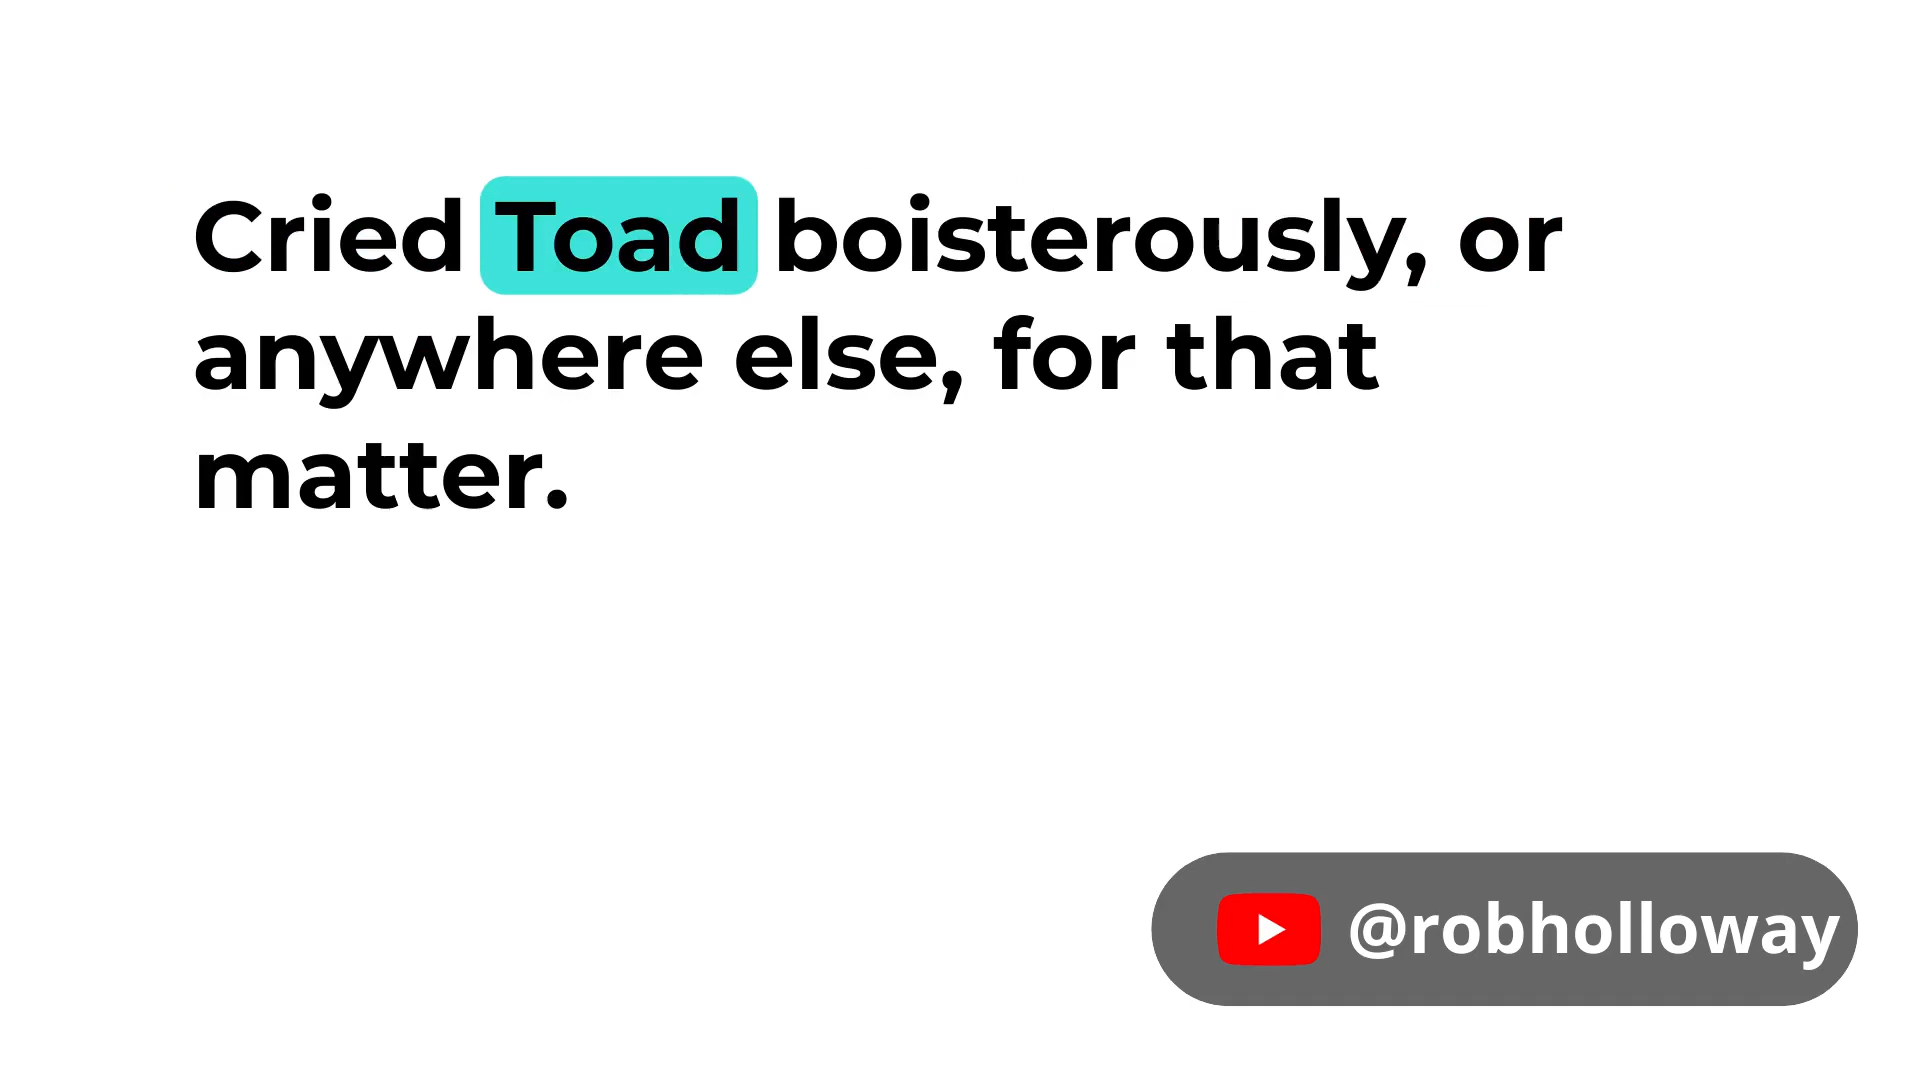 Cried Toad boisterously, or
anywhere else, for that
matter.
@robholloway